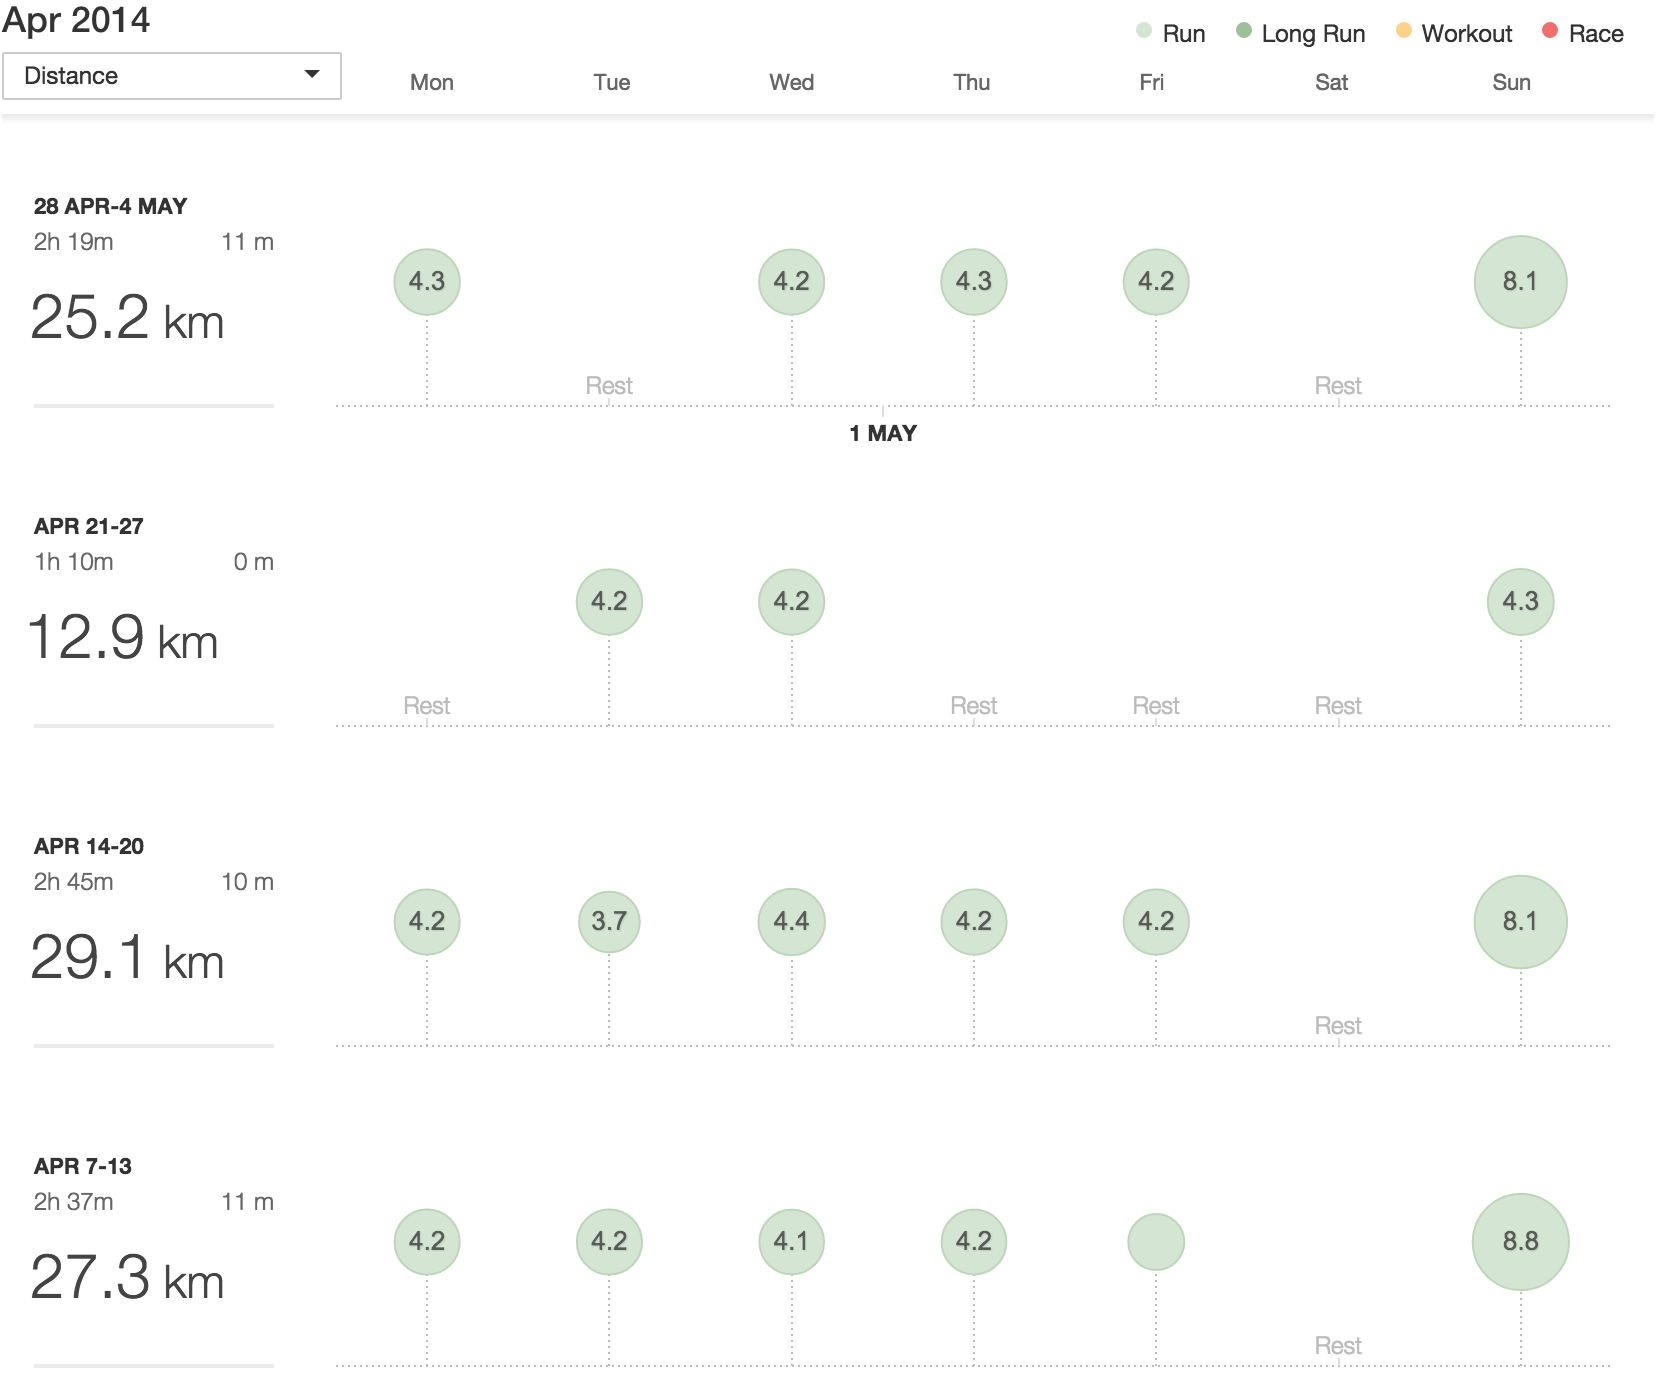 Apr 2014
Run Long Run Workout Race
Distance
Mon Tue Wed Thu Fri Sat Sun
28 APR-4 MAY
2h 19m 11 m
25.2 km
4.3 4.2 4.3 4.2 8.1
Rest Rest
1 MAY
APR 21-27
1h 10m 0 m
12.9 km
4.2 4.2 4.3
Rest Rest Rest Rest
APR 14-20
2h 45m 10 m
29.1 km
4.2 3.7 4.4 4.2 4.2 8.1
Rest
APR 7-13
2h 37m 11 m
27.3 km
4.2 4.2 4.1 4.2 8.8
Rest